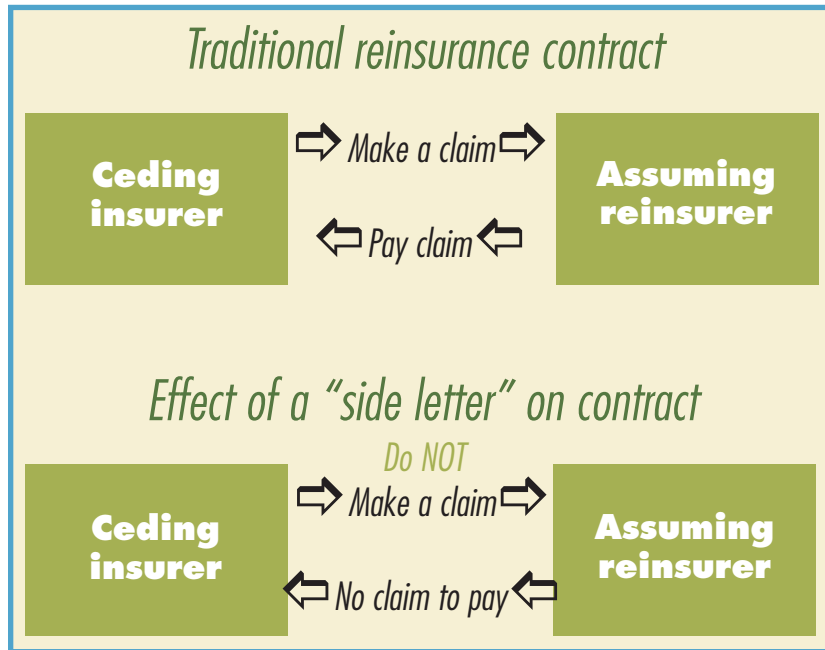 Traditional reinsurance contract
Ceding
insurer
Make a claim
Pay claim
Assuming
reinsurer
Effect of a “side letter” on contract
Ceding
insurer
Do NOT
Make a claim
No claim to pay
Assuming
reinsurer